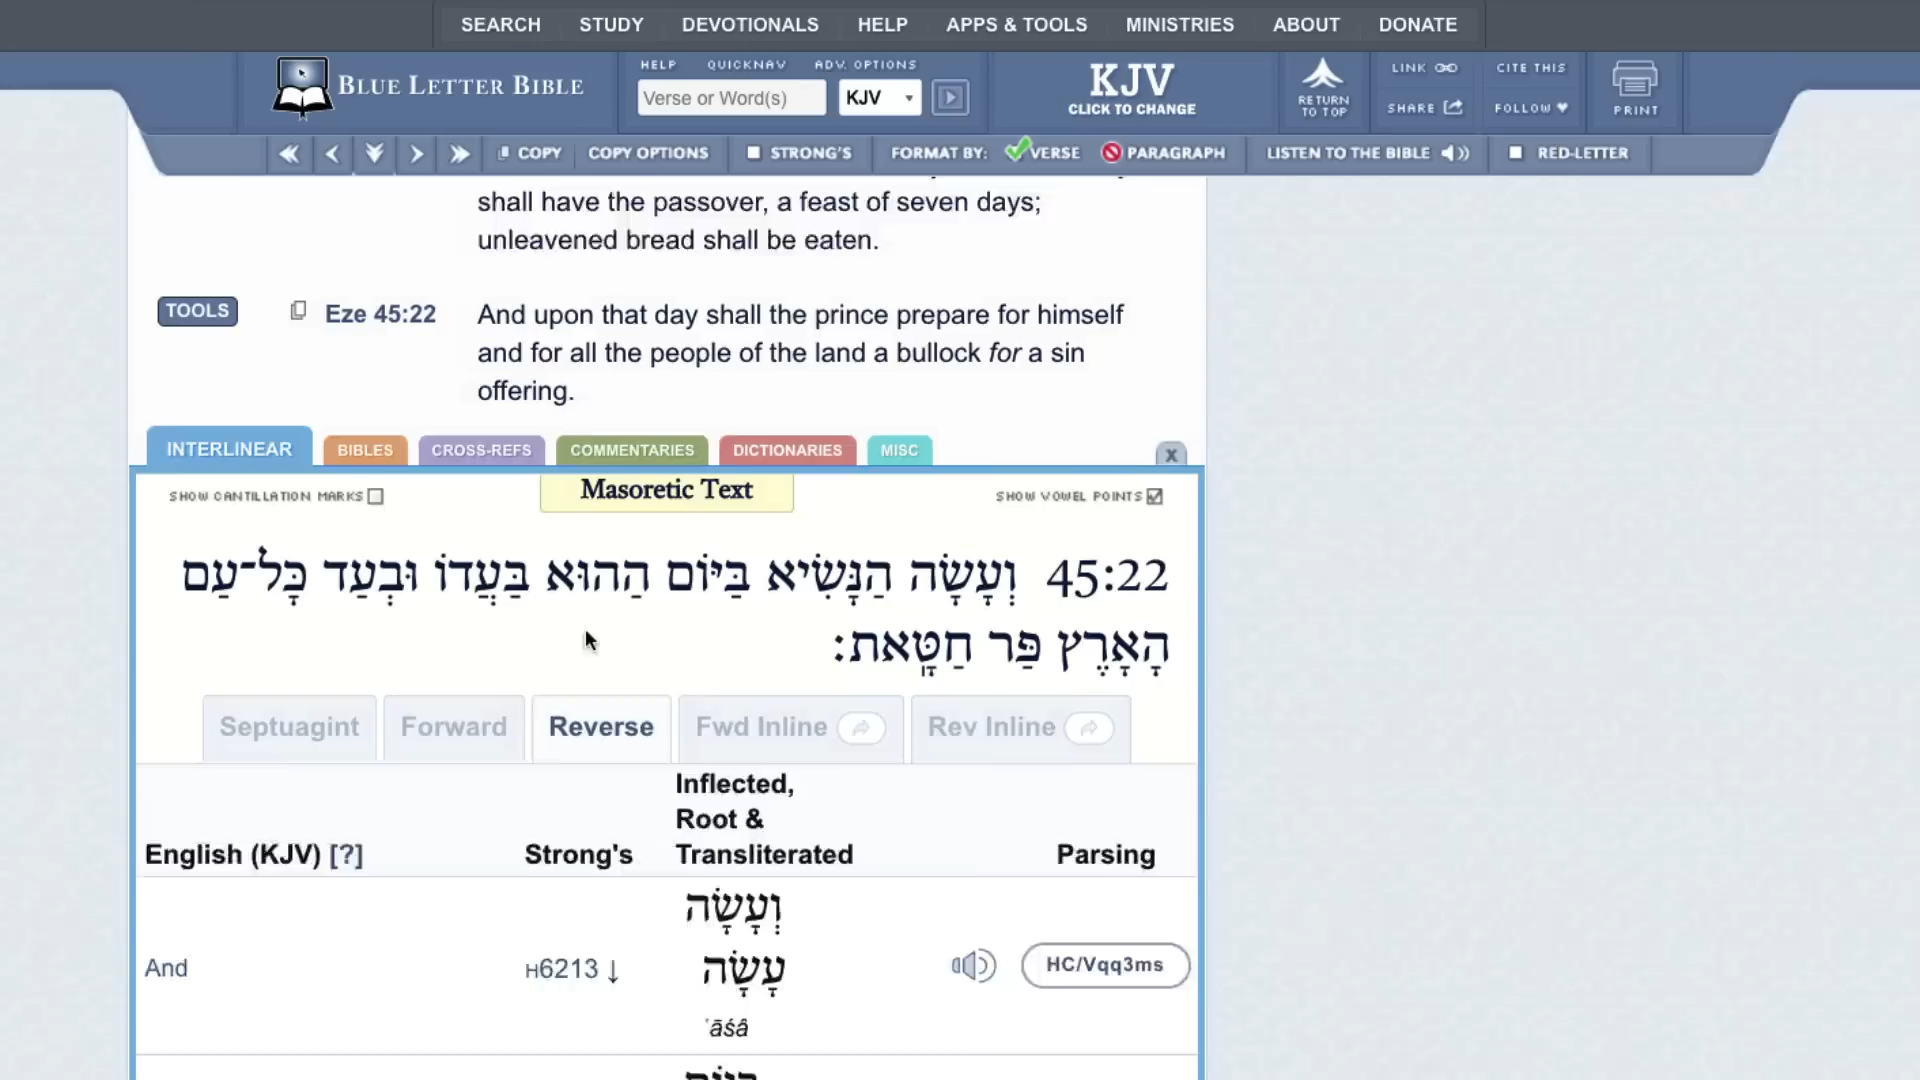 SEARCH STUDY DEVOTIONALS HELP APPS & TOOLS MINISTRIES ABOUT DONATE
BLUE LETTER BIBLE
HELP QUICKNAV ADV. OPTIONS
Verse or Word(s) KJV
KJV
CLICK TO CHANGE
RETURN
TO TOP
LINK CITE THIS
SHARE FOLLOW
PRINT
COPY COPY OPTIONS STRONG'S FORMAT BY: VERSE PARAGRAPH LISTEN TO THE BIBLE RED-LETTER
shall have the passover, a feast of seven days;
unleavened bread shall be eaten.
TOOLS Eze 45:22 And upon that day shall the prince prepare for himself
and for all the people of the land a bullock for a sin
offering.
INTERLINEAR BIBLES CROSS-REFS COMMENTARIES DICTIONARIES MISC X
SHOW CANTILLATION MARKS Masoretic Text SHOW VOWEL POINTS
45:22 וְעָשָׂה הַנָּשִׂיא בַּיּוֹם הַהוּא בַּעֲדוֹ וּבְעַד כָּל־עַם
הָאָרֶץ פַּר חַטָּֽאת׃
Septuagint Forward Reverse Fwd Inline Rev Inline
English (KJV) [?] Strong's Inflected,
Root &
Transliterated Parsing
וְעָשָׂה
And H6213 ↓ עָשָׂה HC/Vqq3ms
ʿāśâ